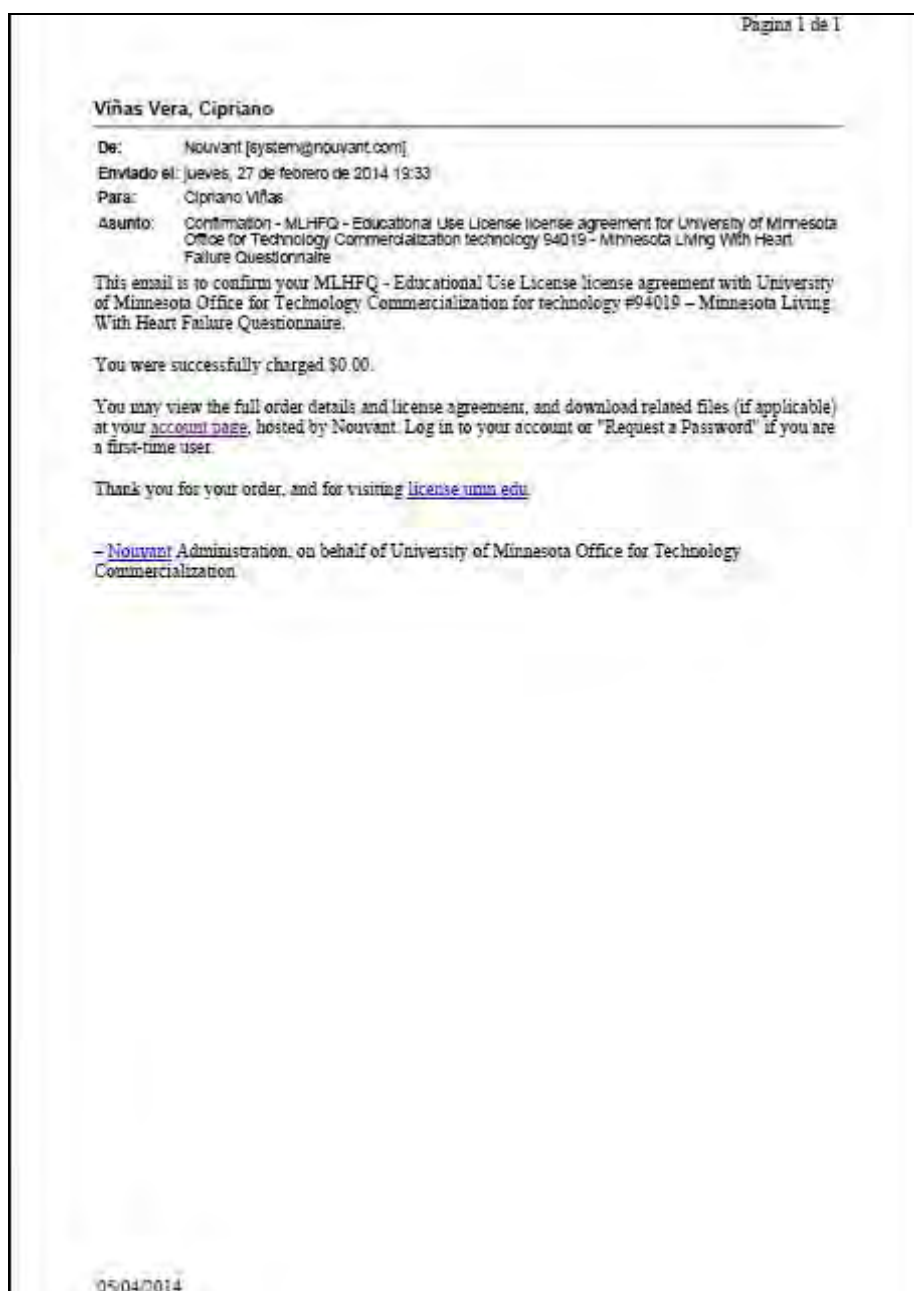 Página 1 de 1
Viñas Vera, Cipriano
De: Nouvant [system@nouvant.com]
Enviado el: jueves, 27 de febrero de 2014 19:33
Para: Cipriano Viñas
Asunto: Confirmation - MLHFQ - Educational Use License license agreement for University of Minnesota
Office for Technology Commercialization technology 94019 - Minnesota Living With Heart
Failure Questionnaire
This email is to confirm your MLHFQ - Educational Use License license agreement with University
of Minnesota Office for Technology Commercialization for technology #94019 – Minnesota Living
With Heart Failure Questionnaire.
You were successfully charged $0.00.
You may view the full order details and license agreement, and download related files (if applicable)
at your account page, hosted by Nouvant. Log in to your account or "Request a Password" if you are
a first-time user.
Thank you for your order, and for visiting license.umn.edu.
– Nouvant Administration, on behalf of University of Minnesota Office for Technology
Commercialization
05/04/2014